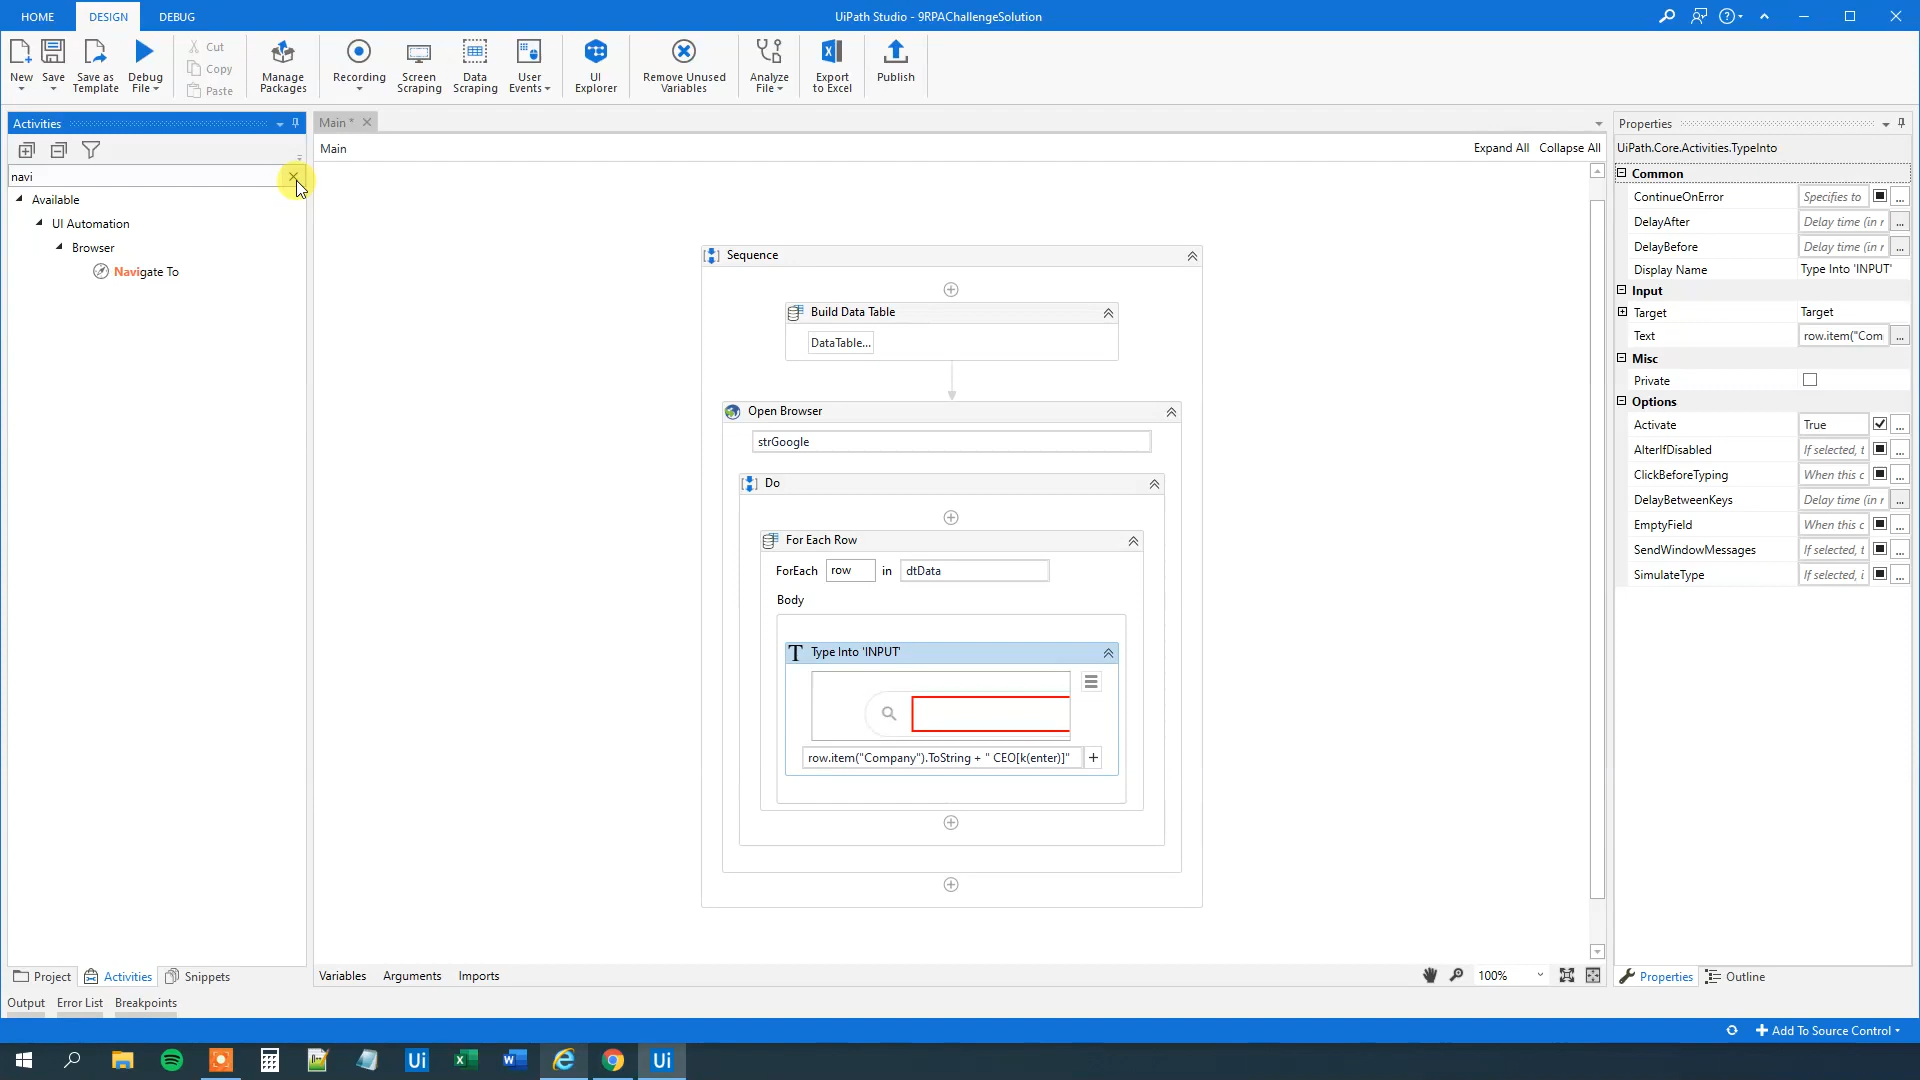 HOME DESIGN DEBUG UiPath Studio - 9RPAChallengeSolution
New Save Save as Template Debug File
Cut
Copy
Paste
Manage Packages
Recording
Screen Scraping
Data Scraping
User Events
UI Explorer
Remove Unused Variables
Analyze File
Export to Excel
Publish
Activities
navi
Available
UI Automation
Browser
Navigate To
Project Activities Snippets
Main *
Main Expand All Collapse All
Sequence
Build Data Table
DataTable...
Open Browser
strGoogle
Do
For Each Row
ForEach row in dtData
Body
Type Into 'INPUT'
row.item("Company").ToString + " CEO[k(enter)]"
Variables Arguments Imports 100%
Properties
UiPath.Core.Activities.TypeInto
Common
ContinueOnError Specifies to ...
DelayAfter Delay time (in r ...
DelayBefore Delay time (in r ...
Display Name Type Into 'INPUT'
Input
Target Target
Text row.item("Com ...
Misc
Private
Options
Activate True ...
AlterIfDisabled If selected, t ...
ClickBeforeTyping When this c ...
DelayBetweenKeys Delay time (in r ...
EmptyField When this c ...
SendWindowMessages If selected, t ...
SimulateType If selected, i ...
Properties Outline
Output Error List Breakpoints
Add To Source Control
Ui Ui